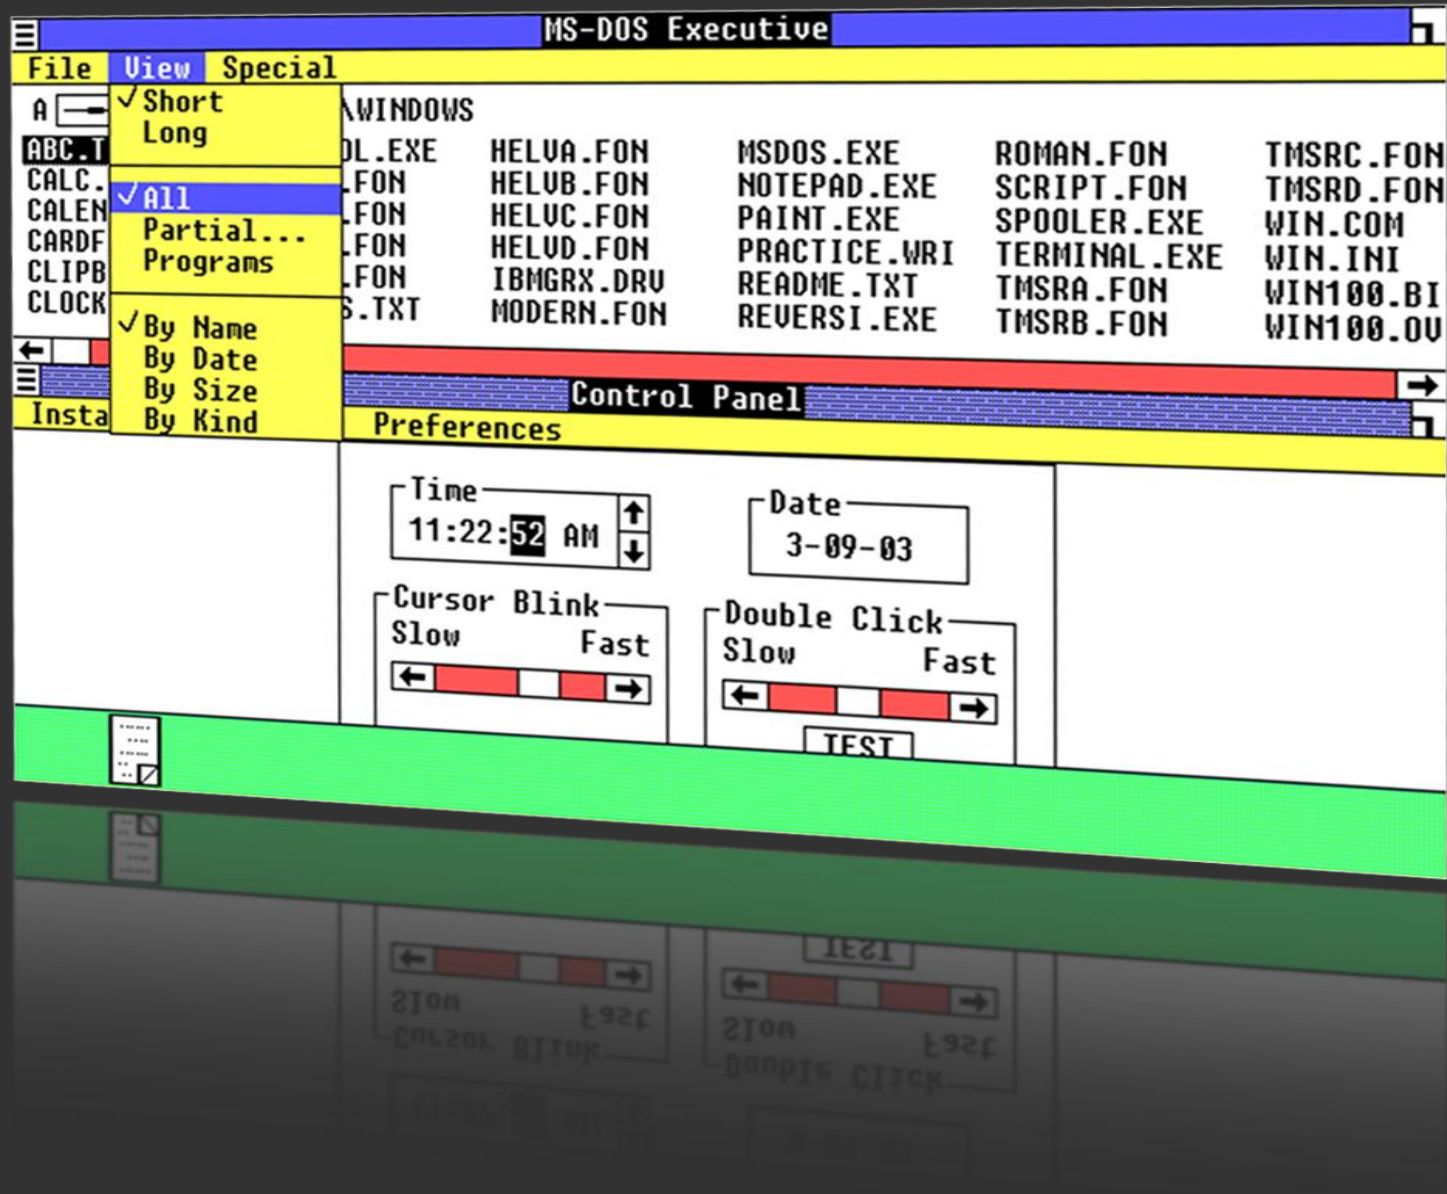 MS-DOS Executive
File View Special
A \WINDOWS
Short
Long
All
Partial...
Programs
By Name
By Date
By Size
By Kind
ABC.T OL.EXE HELVA.FON MSDOS.EXE ROMAN.FON TMSRC.FON
CALC. .FON HELVB.FON NOTEPAD.EXE SCRIPT.FON TMSRD.FON
CALEN .FON HELVC.FON PAINT.EXE SPOOLER.EXE WIN.COM
CARDF .FON HELVD.FON PRACTICE.WRI TERMINAL.EXE WIN.INI
CLIPB .FON IBMGRX.DRV README.TXT TMSRA.FON WIN100.BI
CLOCK S.TXT MODERN.FON REVERSI.EXE TMSRB.FON WIN100.OV
Control Panel
Insta Preferences
Time
11:22:52 AM
Date
3-09-03
Cursor Blink
Slow Fast
Double Click
Slow Fast
TEST